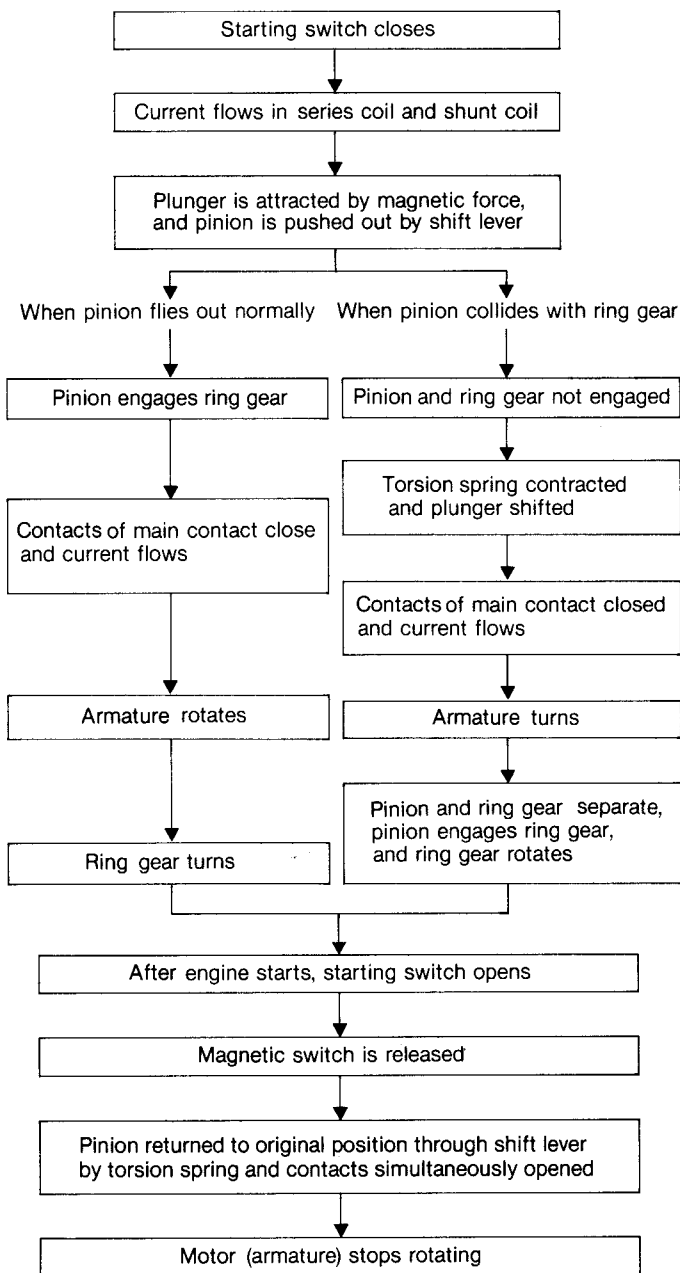 Starting switch closes
Current flows in series coil and shunt coil
Plunger is attracted by magnetic force,
and pinion is pushed out by shift lever
When pinion flies out normally
Pinion engages ring gear
Contacts of main contact close
and current flows
Armature rotates
Ring gear turns
When pinion collides with ring gear
Pinion and ring gear not engaged
Torsion spring contracted
and plunger shifted
Contacts of main contact closed
and current flows
Armature turns
Pinion and ring gear separate,
pinion engages ring gear,
and ring gear rotates
After engine starts, starting switch opens
Magnetic switch is released
Pinion returned to original position through shift lever
by torsion spring and contacts simultaneously opened
Motor (armature) stops rotating